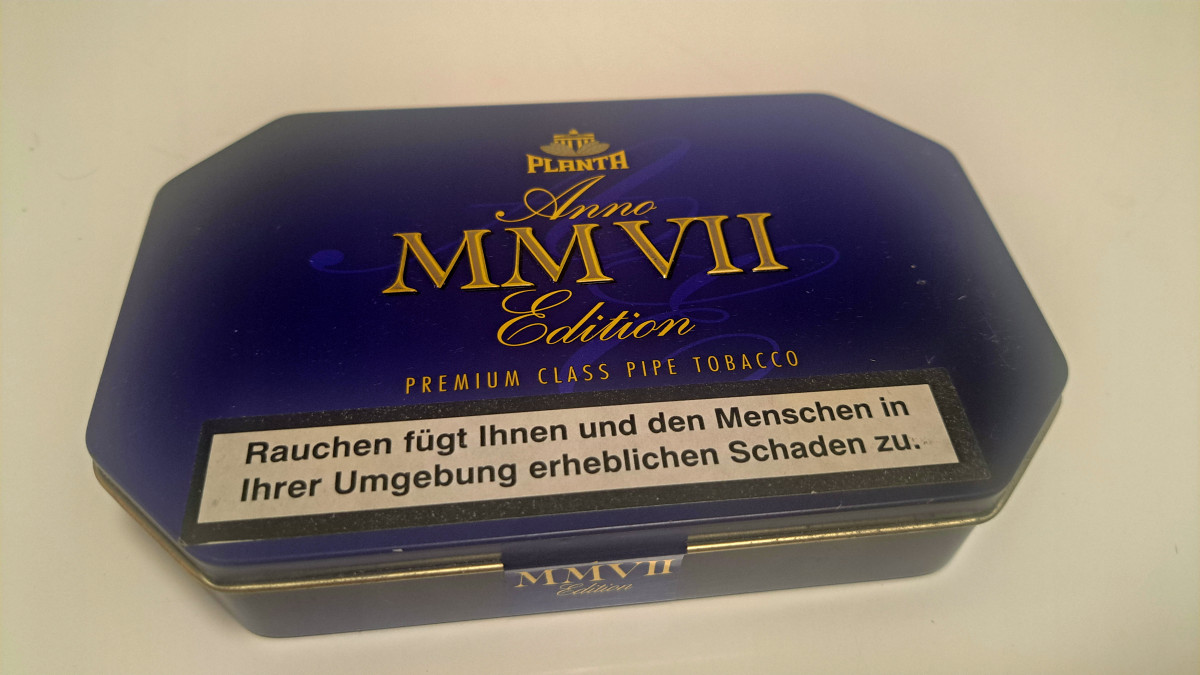 PLANTA
Anno
MMVII
Edition
PREMIUM CLASS PIPE TOBACCO
Rauchen fügt Ihnen und den Menschen in
Ihrer Umgebung erheblichen Schaden zu.
MMVII
Edition